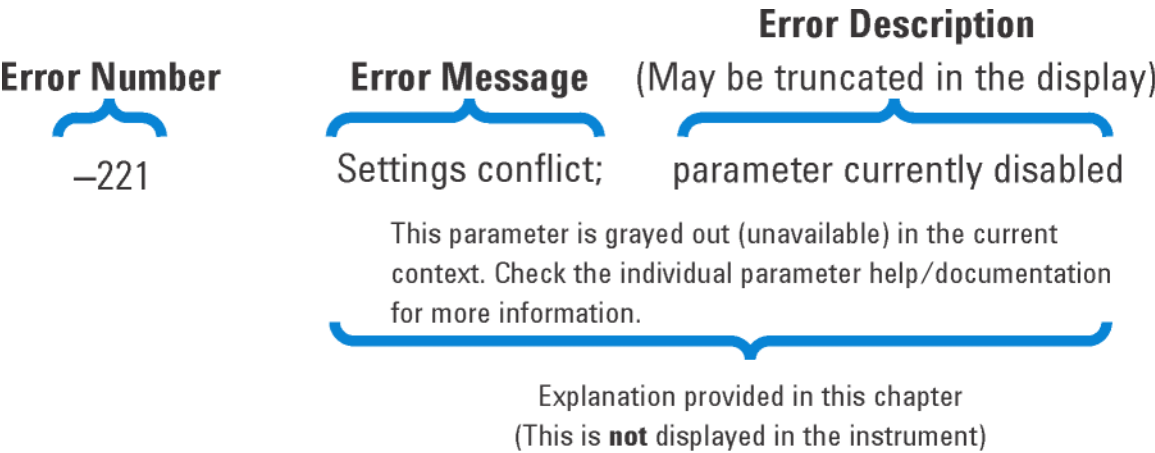 Error Description
Error Number Error Message (May be truncated in the display)
–221 Settings conflict; parameter currently disabled
This parameter is grayed out (unavailable) in the current
context. Check the individual parameter help/documentation
for more information.
Explanation provided in this chapter
(This is not displayed in the instrument)